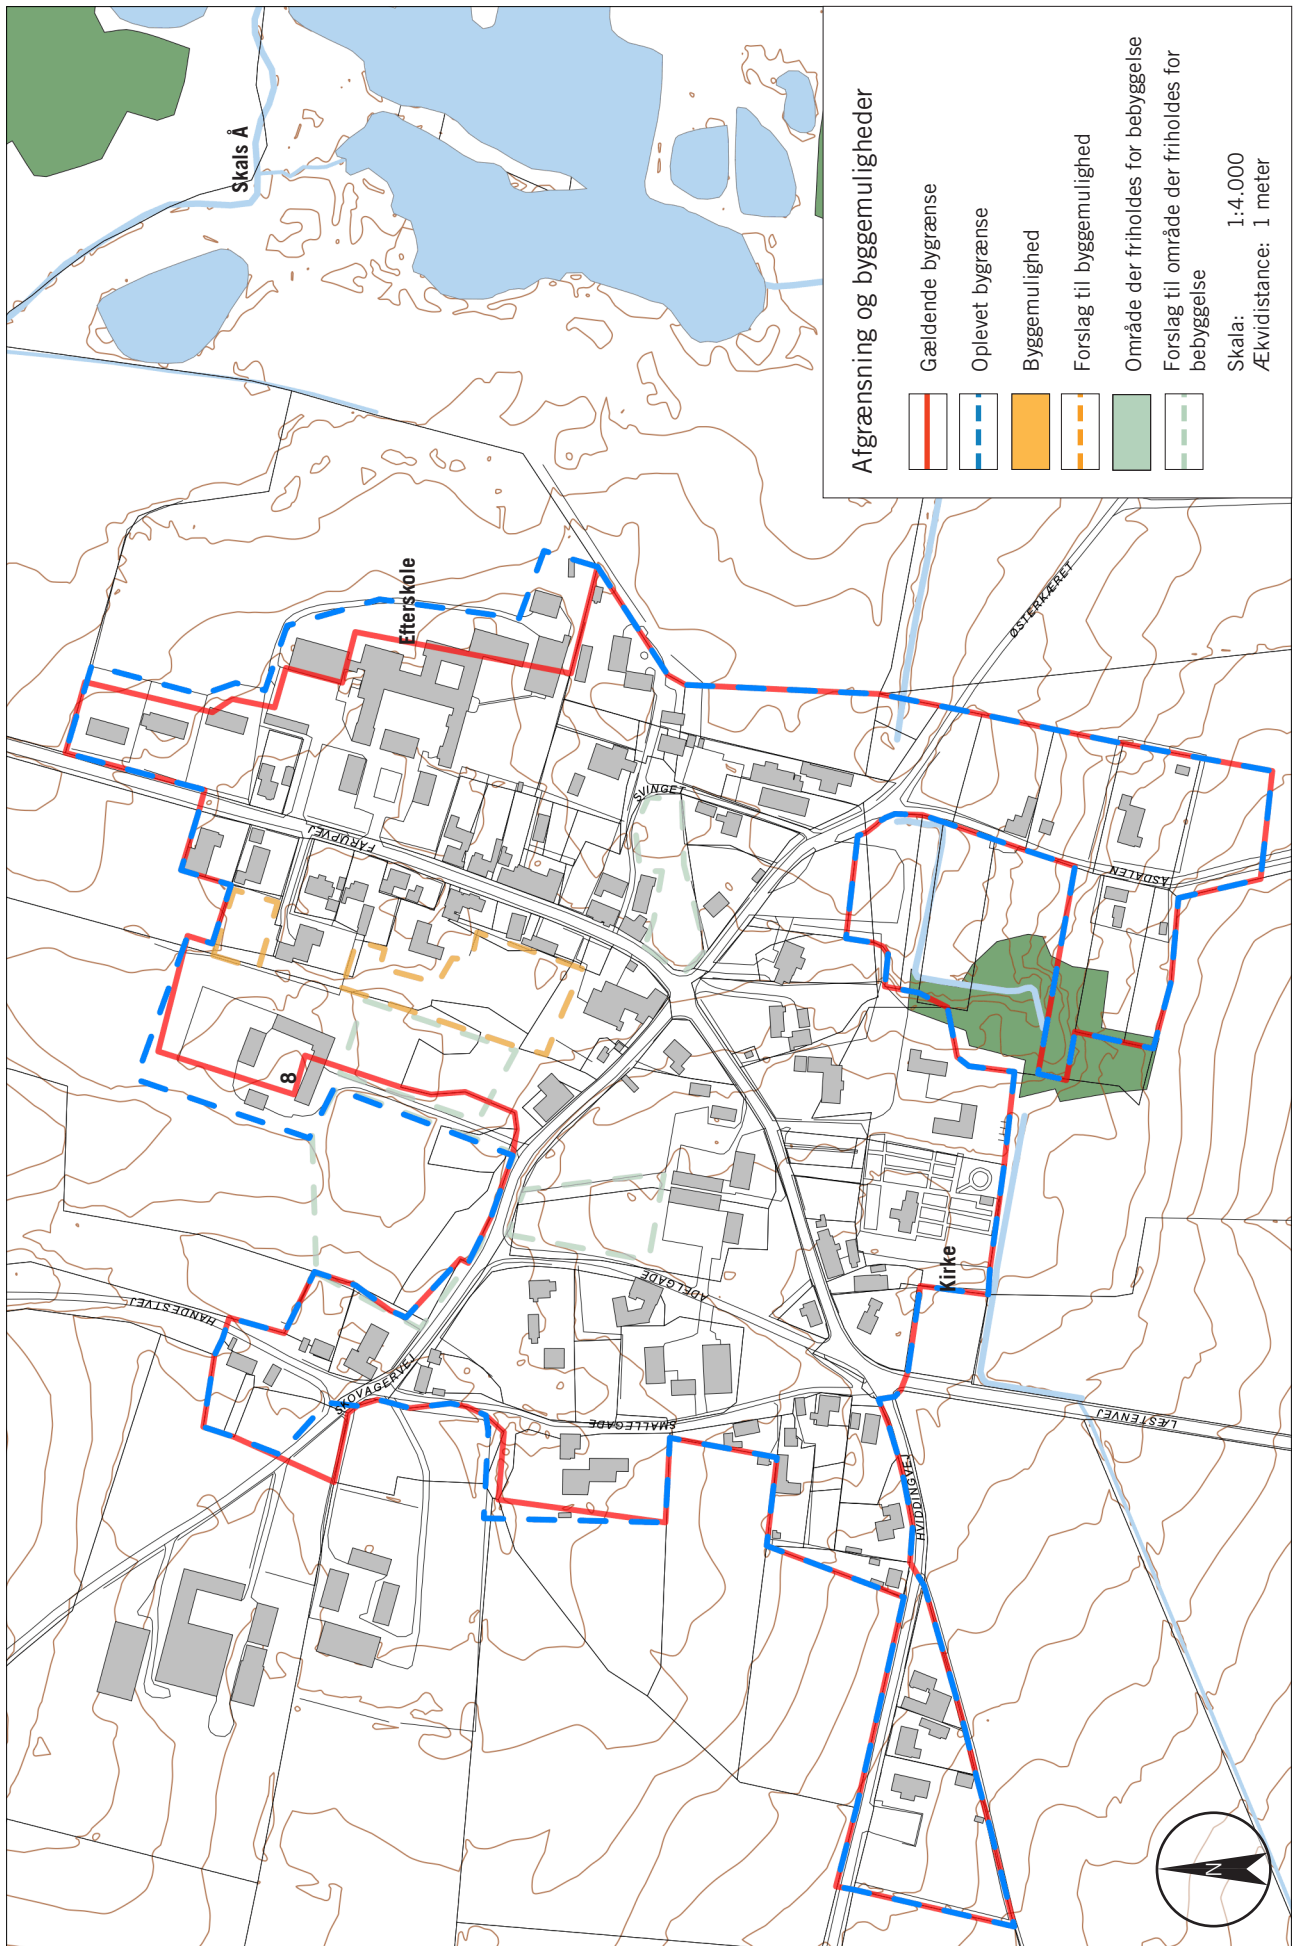 Afgrænsning og byggemuligheder
Gældende bygrænse
Oplevet bygrænse
Byggemulighed
Forslag til byggemulighed
Område der friholdes for bebyggelse
Forslag til område der friholdes for
bebyggelse
Skala: 1:4.000
Ækvidistance: 1 meter
Skals Å
Efterskole
8
Kirke
FÅRUPVEJ
SVINGET
ØSTERKÆRET
ÅSDALEN
HANDESTVEJ
SKOVAGERVEJ
ADELGADE
SMALLEGADE
HVIDDINGVEJ
LÆSTENVEJ
N